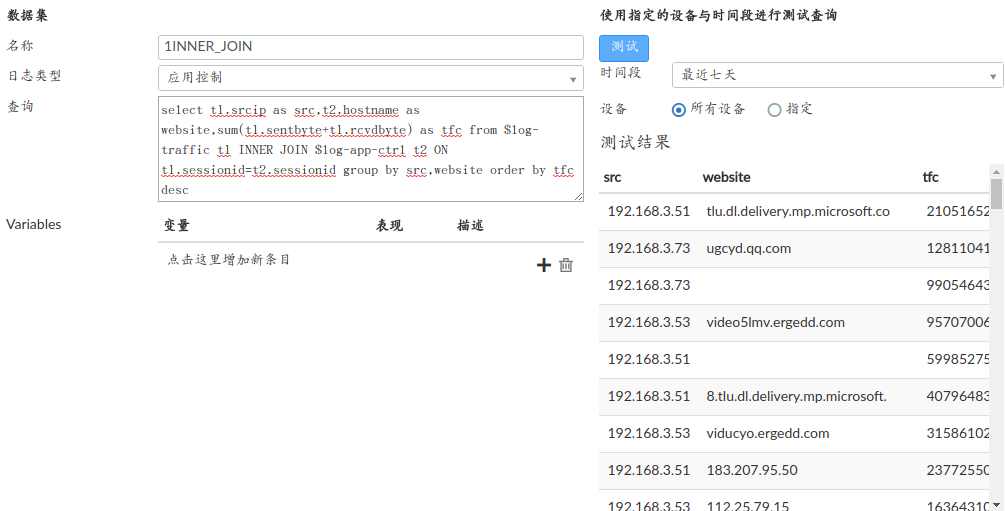 数据集
名称
1INNER_JOIN
日志类型
应用控制
查询
select t1.srcip as src,t2.hostname as
website,sum(t1.sentbyte+t1.rcvdbyte) as tfc from $log-
traffic t1 INNER JOIN $log-app-ctrl t2 ON
t1.sessionid=t2.sessionid group by src,website order by tfc
desc
Variables
变量 表现 描述
点击这里增加新条目
使用指定的设备与时间段进行测试查询
测试
时间段
最近七天
设备
所有设备 指定
测试结果
src website tfc
192.168.3.51 tlu.dl.delivery.mp.microsoft.co 21051652
192.168.3.73 ugcyd.qq.com 12811041
192.168.3.73 99054643
192.168.3.53 video5lmv.ergedd.com 95707006
192.168.3.51 59985275
192.168.3.51 8.tlu.dl.delivery.mp.microsoft. 40796483
192.168.3.53 viducyo.ergedd.com 31586102
192.168.3.51 183.207.95.50 23772550
192.168.3.53 112.25.79.15 16364310